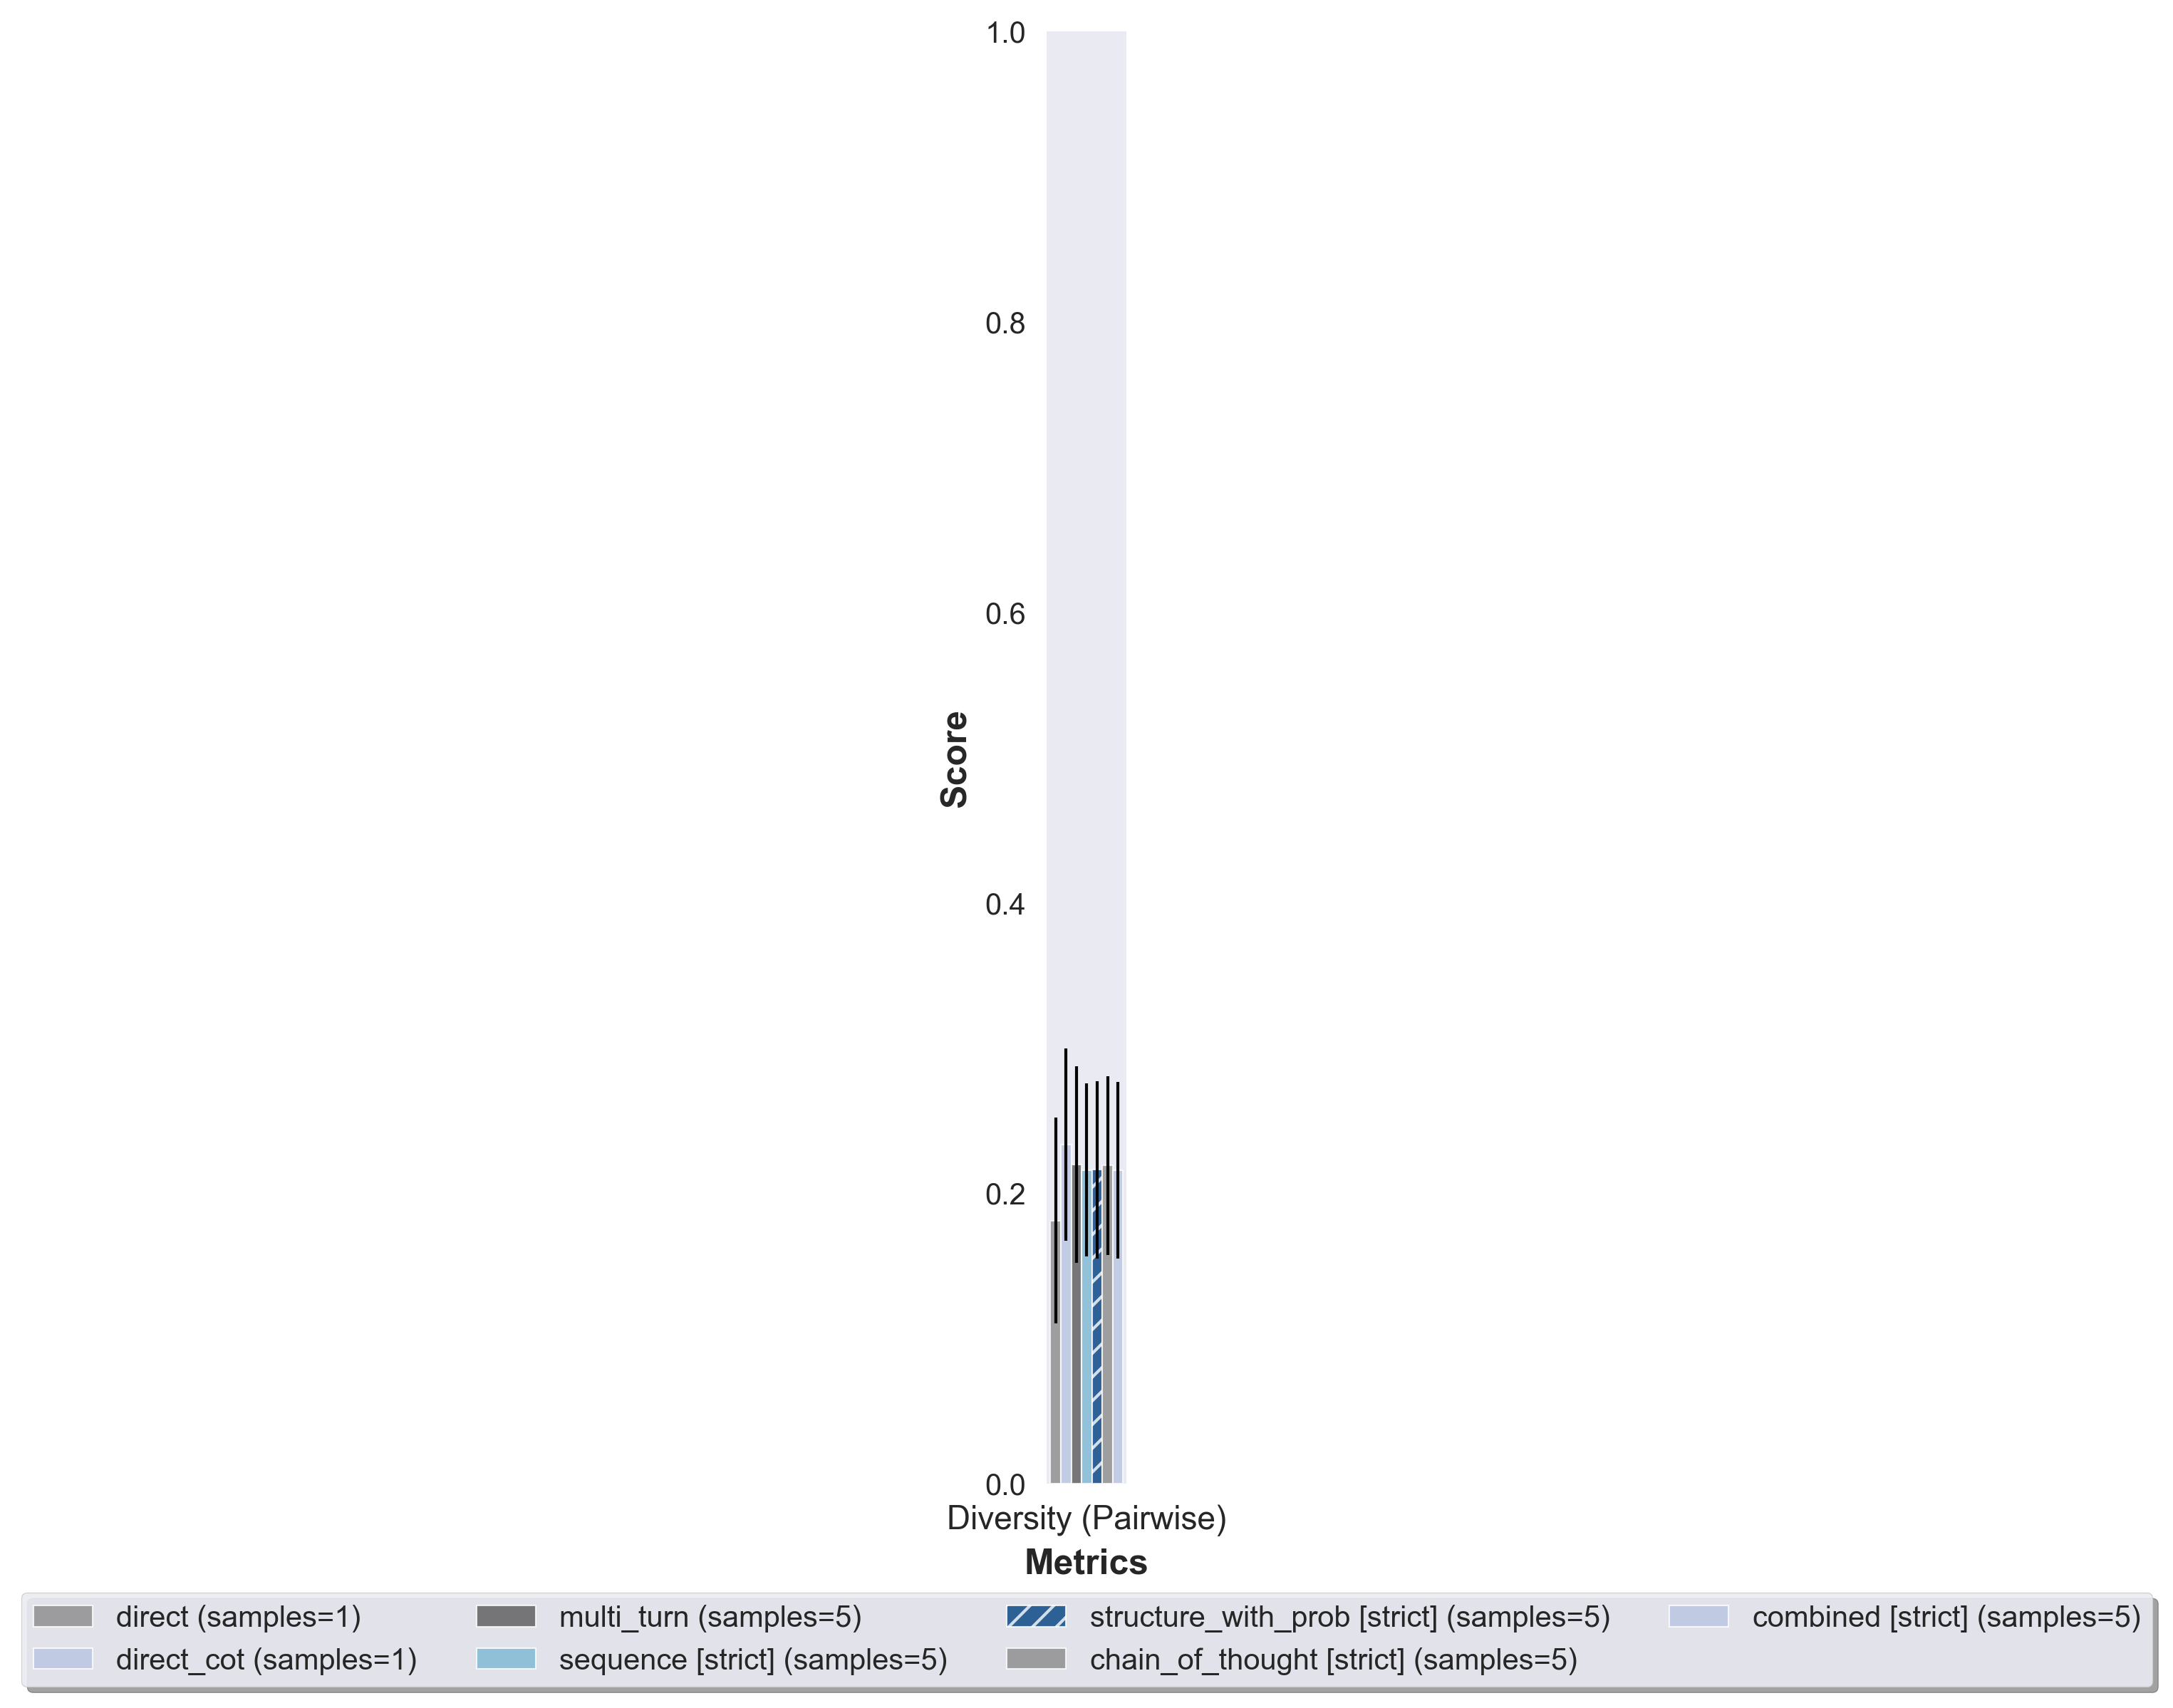 1.0
0.8
0.6
0.4
0.2
0.0
Score
Diversity (Pairwise)
Metrics
direct (samples=1)
direct_cot (samples=1)
multi_turn (samples=5)
sequence [strict] (samples=5)
structure_with_prob [strict] (samples=5)
chain_of_thought [strict] (samples=5)
combined [strict] (samples=5)